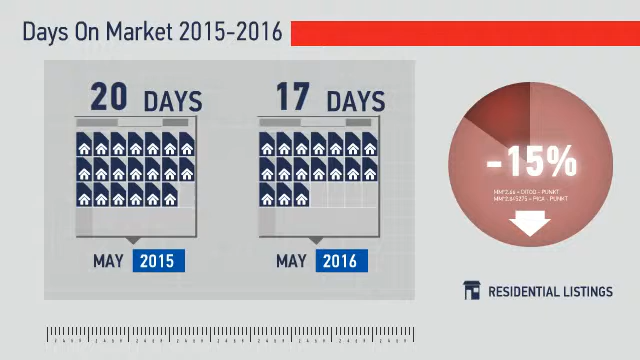 Days On Market 2015-2016
20 DAYS
17 DAYS
-15%
MAY 2015
MAY 2016
RESIDENTIAL LISTINGS